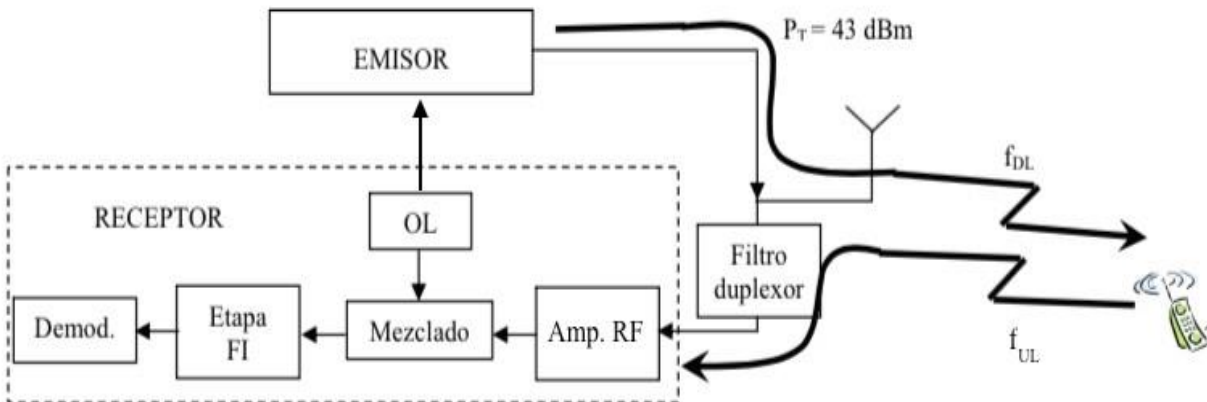 EMISOR
P_T = 43 dBm
f_DL
RECEPTOR
OL
Filtro
duplexor
Demod.
Etapa
FI
Mezclado
Amp. RF
f_UL